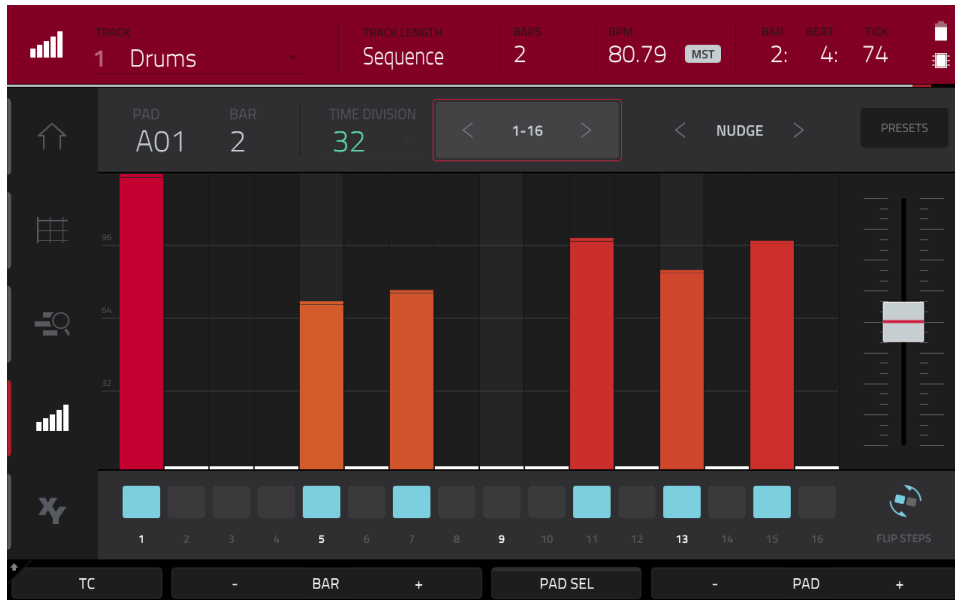 TRACK TRACK LENGTH BARS BPM BAR BEAT TICK
1 Drums Sequence 2 80.79 MST 2: 4: 74
PAD BAR TIME DIVISION
A01 2 32 < 1-16 > < NUDGE > PRESETS
96
64
32
XY
1 2 3 4 5 6 7 8 9 10 11 12 13 14 15 16 FLIP STEPS
TC - BAR + PAD SEL - PAD +